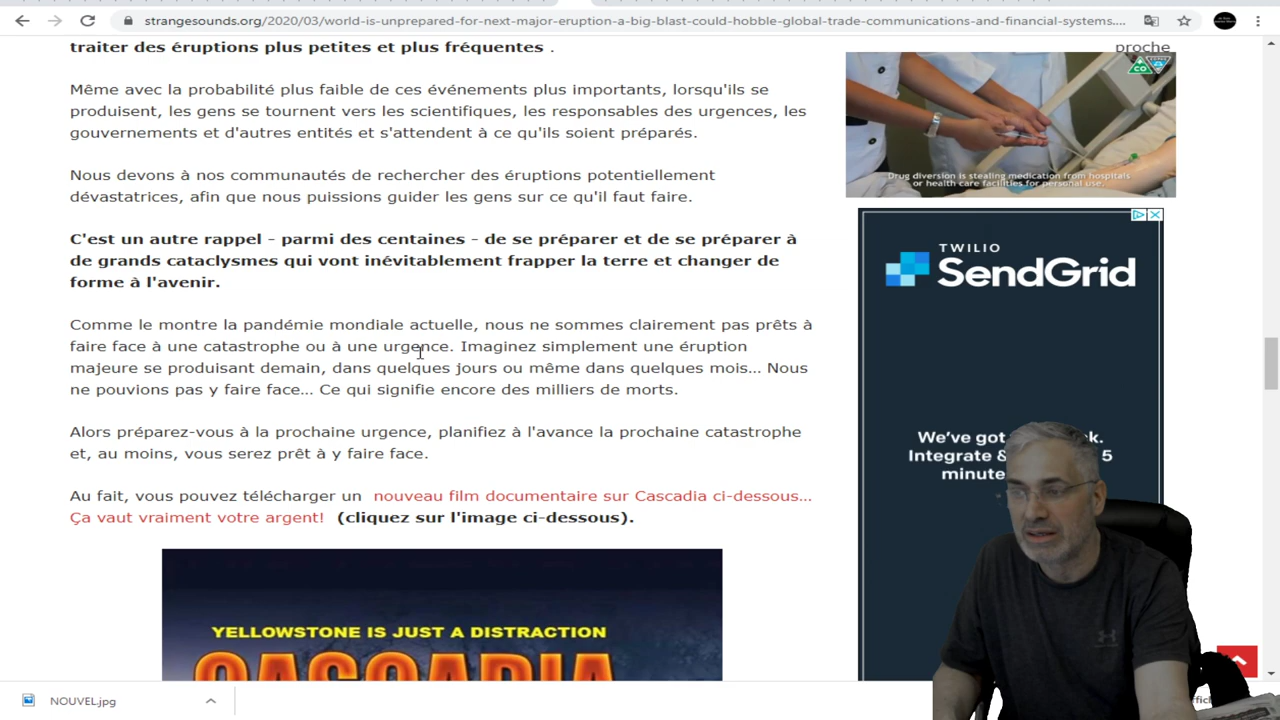 strangesounds.org/2020/03/world-is-unprepared-for-next-major-eruption-a-big-blast-could-hobble-global-trade-communications-and-financial-systems....
traiter des éruptions plus petites et plus fréquentes .
Même avec la probabilité plus faible de ces événements plus importants, lorsqu'ils se
produisent, les gens se tournent vers les scientifiques, les responsables des urgences, les
gouvernements et d'autres entités et s'attendent à ce qu'ils soient préparés.
Nous devons à nos communautés de rechercher des éruptions potentiellement
dévastatrices, afin que nous puissions guider les gens sur ce qu'il faut faire.
C'est un autre rappel - parmi des centaines - de se préparer et de se préparer à
de grands cataclysmes qui vont inévitablement frapper la terre et changer de
forme à l'avenir.
Comme le montre la pandémie mondiale actuelle, nous ne sommes clairement pas prêts à
faire face à une catastrophe ou à une urgence. Imaginez simplement une éruption
majeure se produisant demain, dans quelques jours ou même dans quelques mois... Nous
ne pouvions pas y faire face... Ce qui signifie encore des milliers de morts.
Alors préparez-vous à la prochaine urgence, planifiez à l'avance la prochaine catastrophe
et, au moins, vous serez prêt à y faire face.
Au fait, vous pouvez télécharger un nouveau film documentaire sur Cascadia ci-dessous...
Ça vaut vraiment votre argent! (cliquez sur l'image ci-dessous).
YELLOWSTONE IS JUST A DISTRACTION
CASCADIA
proche
CO
Drug diversion is stealing medication from hospitals
or health care facilities for personal use.
TWILIO
SendGrid
We've got
Integrate & 5
NOUVEL.jpg